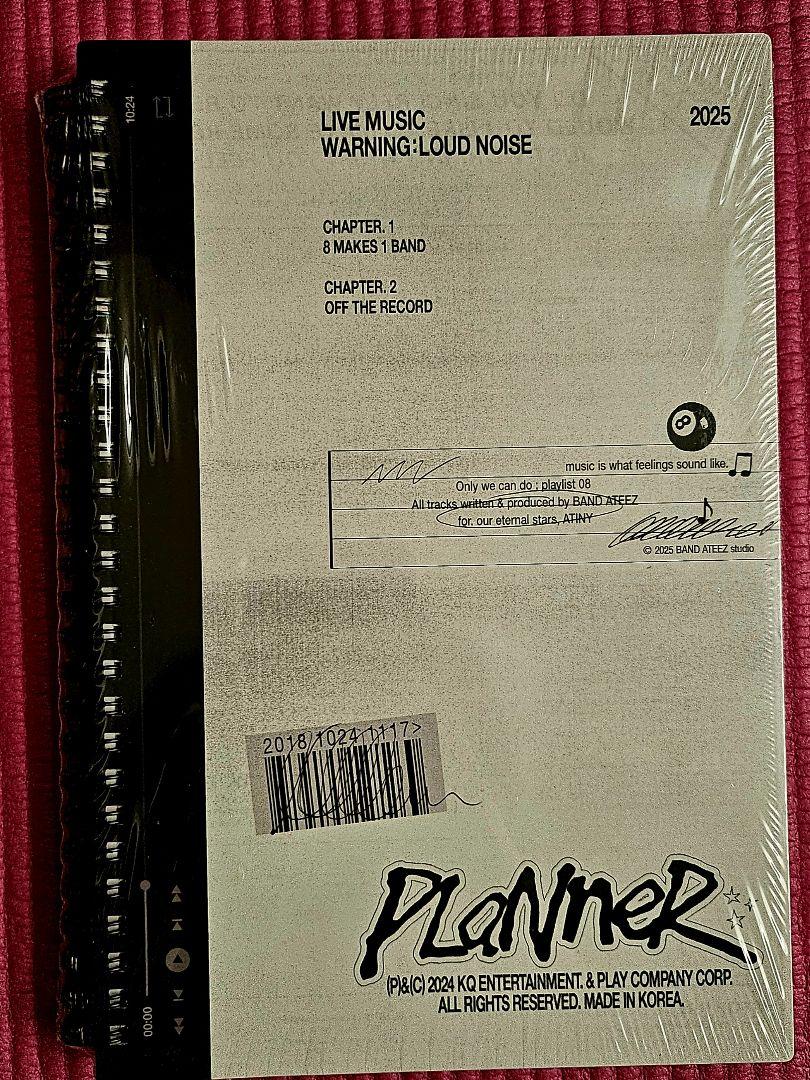 10:24
LIVE MUSIC
WARNING:LOUD NOISE
2025
CHAPTER. 1
8 MAKES 1 BAND
CHAPTER. 2
OFF THE RECORD
8
music is what feelings sound like.
Only we can do ; playlist 08
All tracks written & produced by BAND ATEEZ
for. our eternal stars, ATINY
© 2025 BAND ATEEZ studio
2018/1024 1117>
00:00
PLaNneR
(P)&(C) 2024 KQ ENTERTAINMENT. & PLAY COMPANY CORP.
ALL RIGHTS RESERVED. MADE IN KOREA.